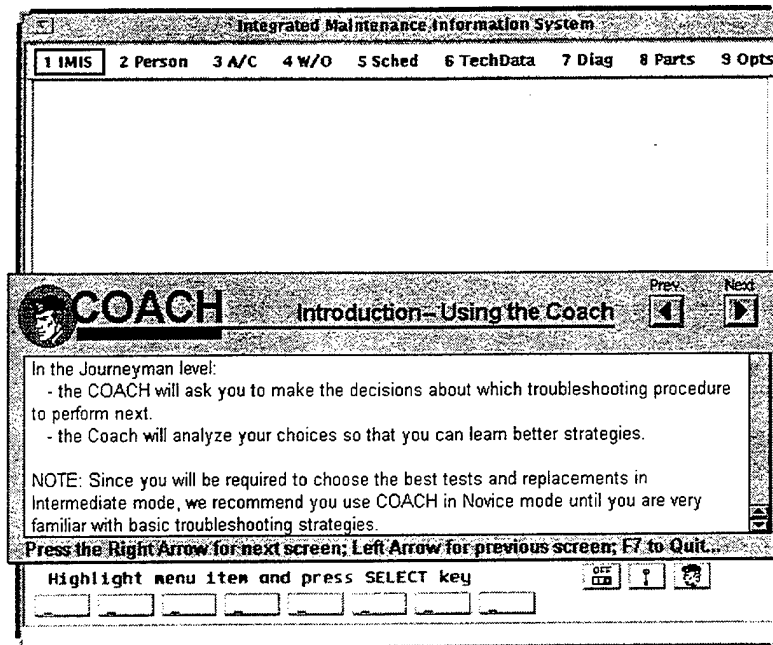 Integrated Maintenance Information System
1 IMIS 2 Person 3 A/C 4 W/O 5 Sched 6 TechData 7 Diag 8 Parts 9 Opts
COACH Introduction--Using the Coach Prev. Next
In the Journeyman level:
- the COACH will ask you to make the decisions about which troubleshooting procedure
to perform next.
- the Coach will analyze your choices so that you can learn better strategies.
NOTE: Since you will be required to choose the best tests and replacements in
Intermediate mode, we recommend you use COACH in Novice mode until you are very
familiar with basic troubleshooting strategies.
Press the Right Arrow for next screen; Left Arrow for previous screen; F7 to Quit...
Highlight menu item and press SELECT key OFF